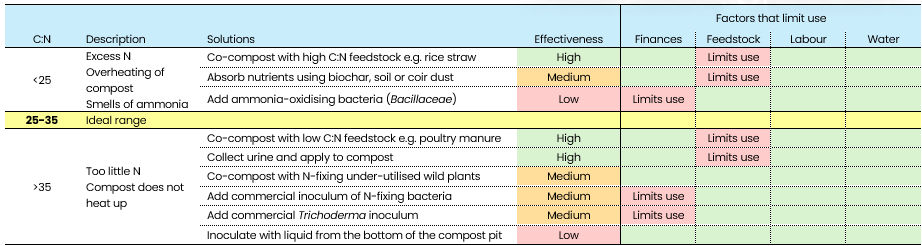 Factors that limit use
C:N Description Solutions Effectiveness Finances Feedstock Labour Water
<25
Excess N
Overheating of
compost
Smells of ammonia
Co-compost with high C:N feedstock e.g. rice straw High Limits use
Absorb nutrients using biochar, soil or coir dust Medium Limits use
Add ammonia-oxidising bacteria (Bacillaceae) Low Limits use
25-35 Ideal range
>35
Too little N
Compost does not
heat up
Co-compost with low C:N feedstock e.g. poultry manure High Limits use
Collect urine and apply to compost High Limits use
Co-compost with N-fixing under-utilised wild plants Medium
Add commercial inoculum of N-fixing bacteria Medium Limits use
Add commercial Trichoderma inoculum Medium Limits use
Inoculate with liquid from the bottom of the compost pit Low